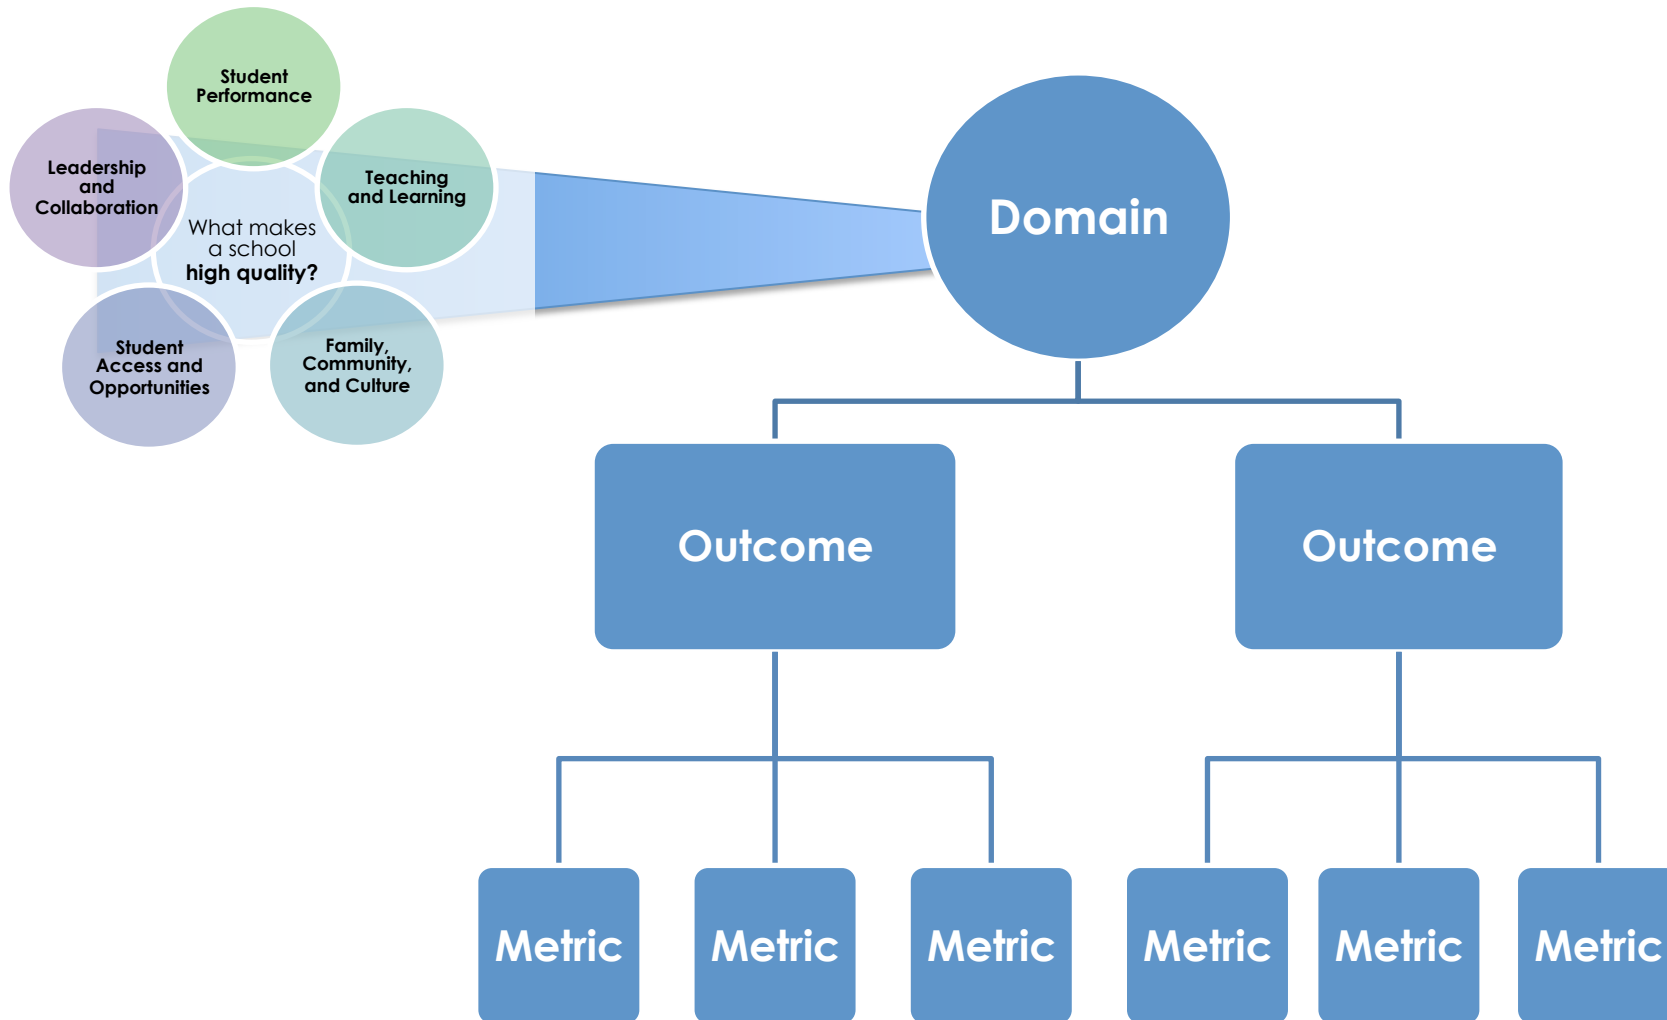 Student
Performance
Leadership
and
Collaboration
Teaching
and Learning
What makes
a school
high quality?
Student
Access and
Opportunities
Family,
Community,
and Culture
Domain
Outcome
Outcome
Metric
Metric
Metric
Metric
Metric
Metric